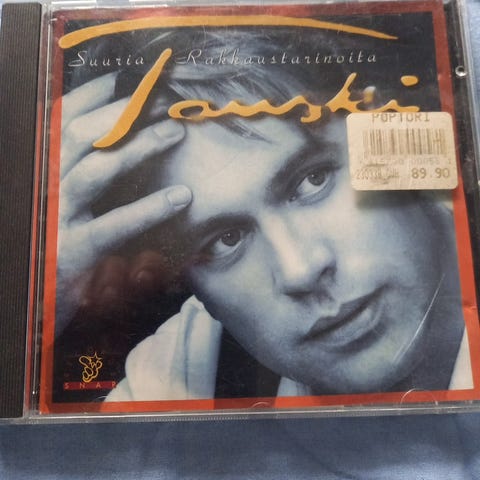 Suuria Rakkaustarinoita
Tauski
POPTORI
89.90
SNAP